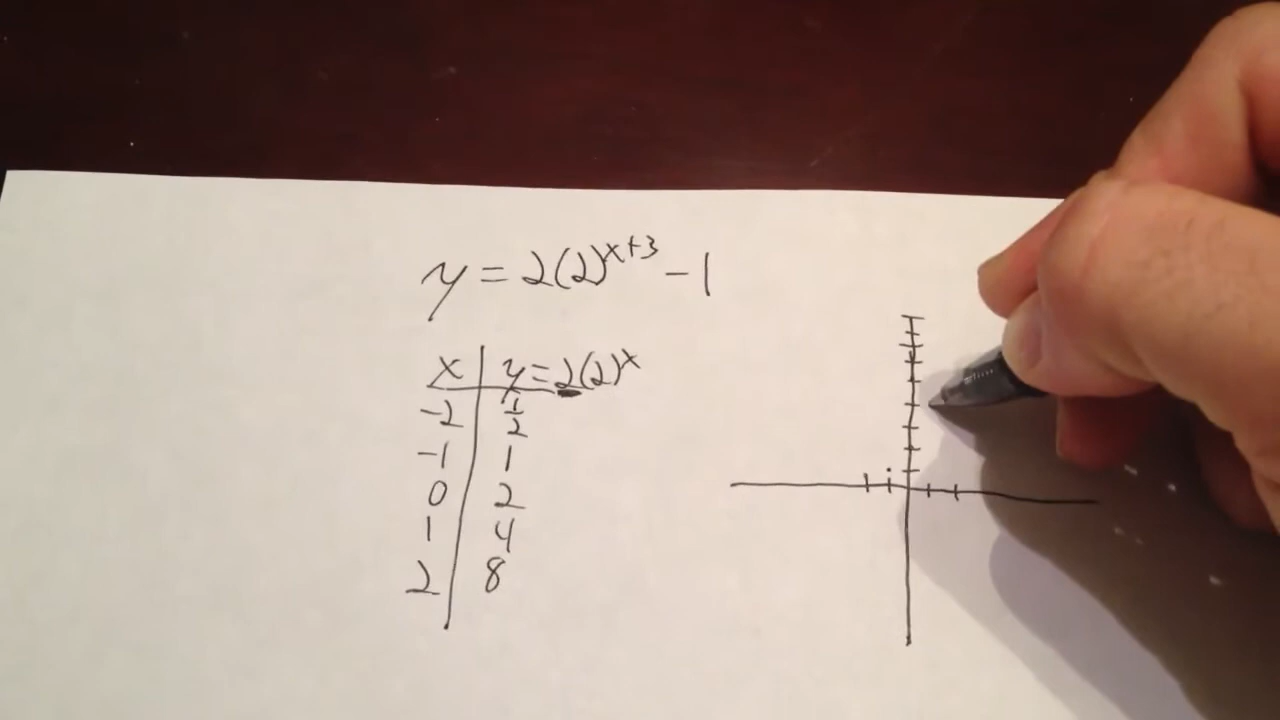 y = 2(2)^{x+3} - 1
x | y = 2(2)^x
-2 | 1/2
-1 | 1
0 | 2
1 | 4
2 | 8